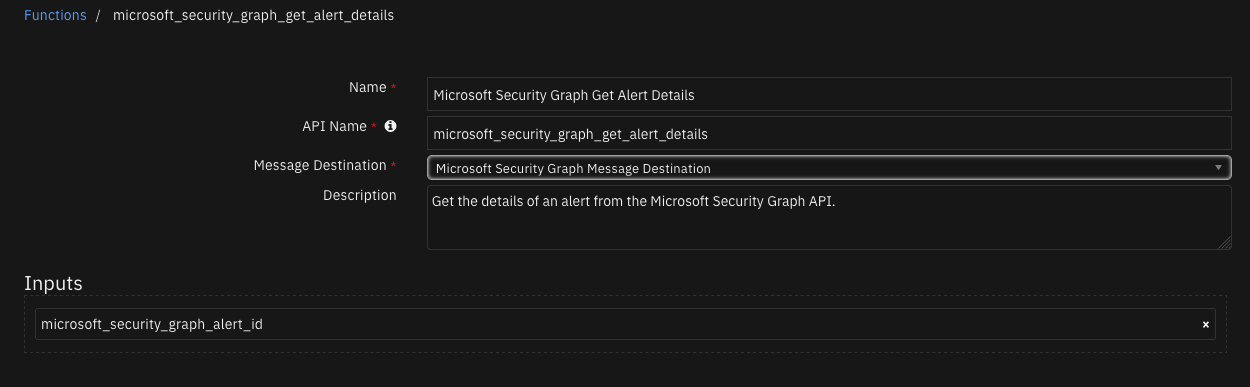 Functions / microsoft_security_graph_get_alert_details
Name * Microsoft Security Graph Get Alert Details
API Name * microsoft_security_graph_get_alert_details
Message Destination * Microsoft Security Graph Message Destination
Description Get the details of an alert from the Microsoft Security Graph API.
Inputs
microsoft_security_graph_alert_id ×